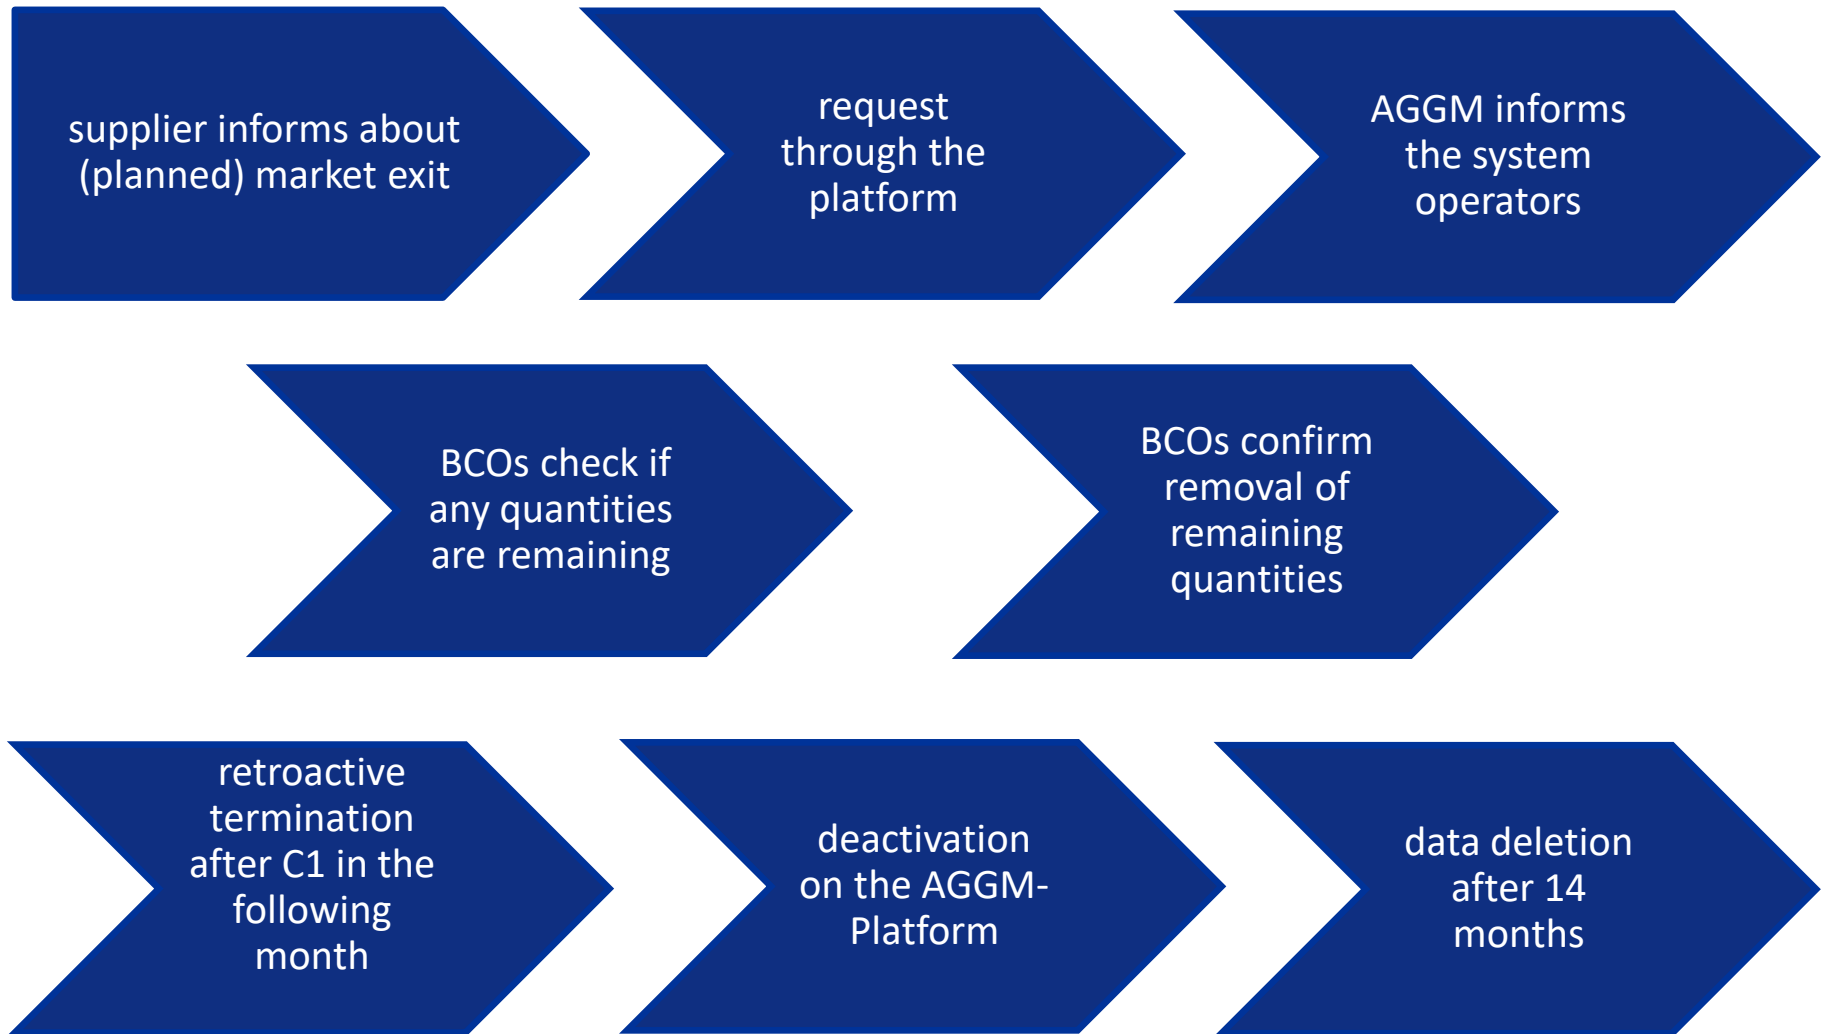 supplier informs about
(planned) market exit
request
through the
platform
AGGM informs
the system
operators
BCOs check if
any quantities
are remaining
BCOs confirm
removal of
remaining
quantities
retroactive
termination
after C1 in the
following
month
deactivation
on the AGGM-
Platform
data deletion
after 14
months